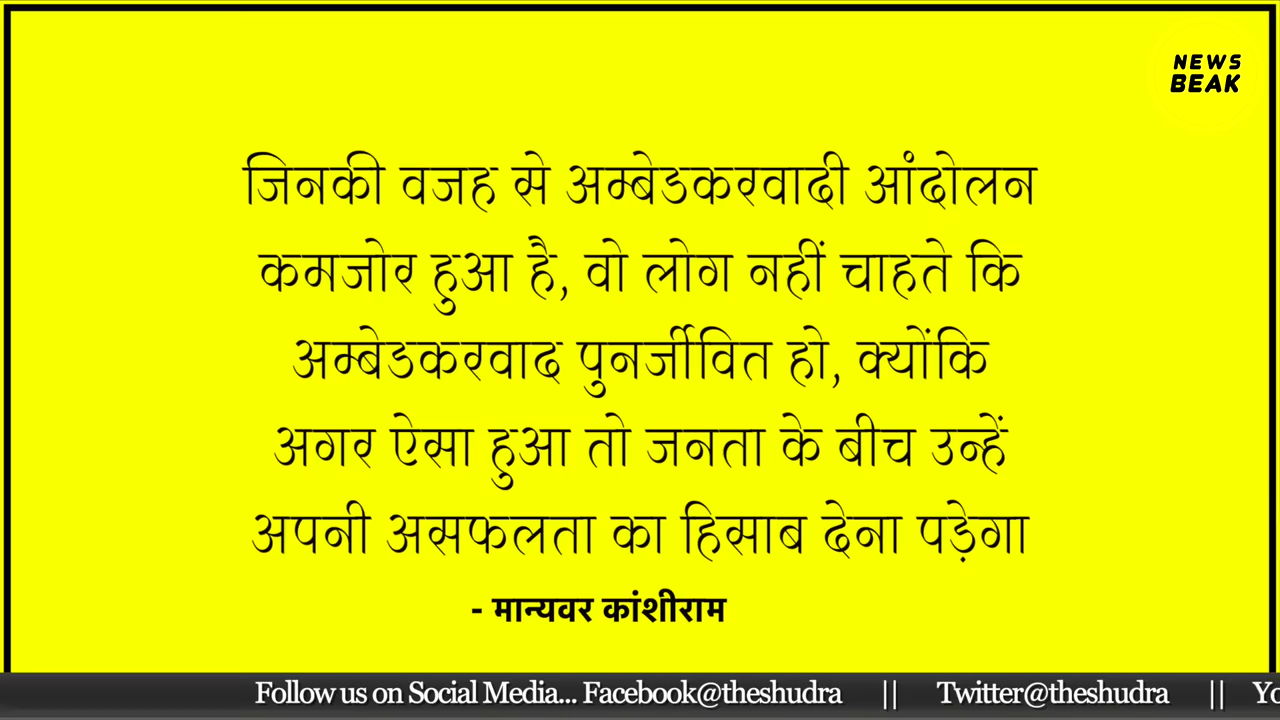 NEWS
BEAK
जिनकी वजह से अम्बेडकरवादी आंदोलन
कमजोर हुआ है, वो लोग नहीं चाहते कि
अम्बेडकरवाद पुनर्जीवित हो, क्योंकि
अगर ऐसा हुआ तो जनता के बीच उन्हें
अपनी असफलता का हिसाब देना पड़ेगा
- मान्यवर कांशीराम
Follow us on Social Media... Facebook@theshudra || Twitter@theshudra || Yo